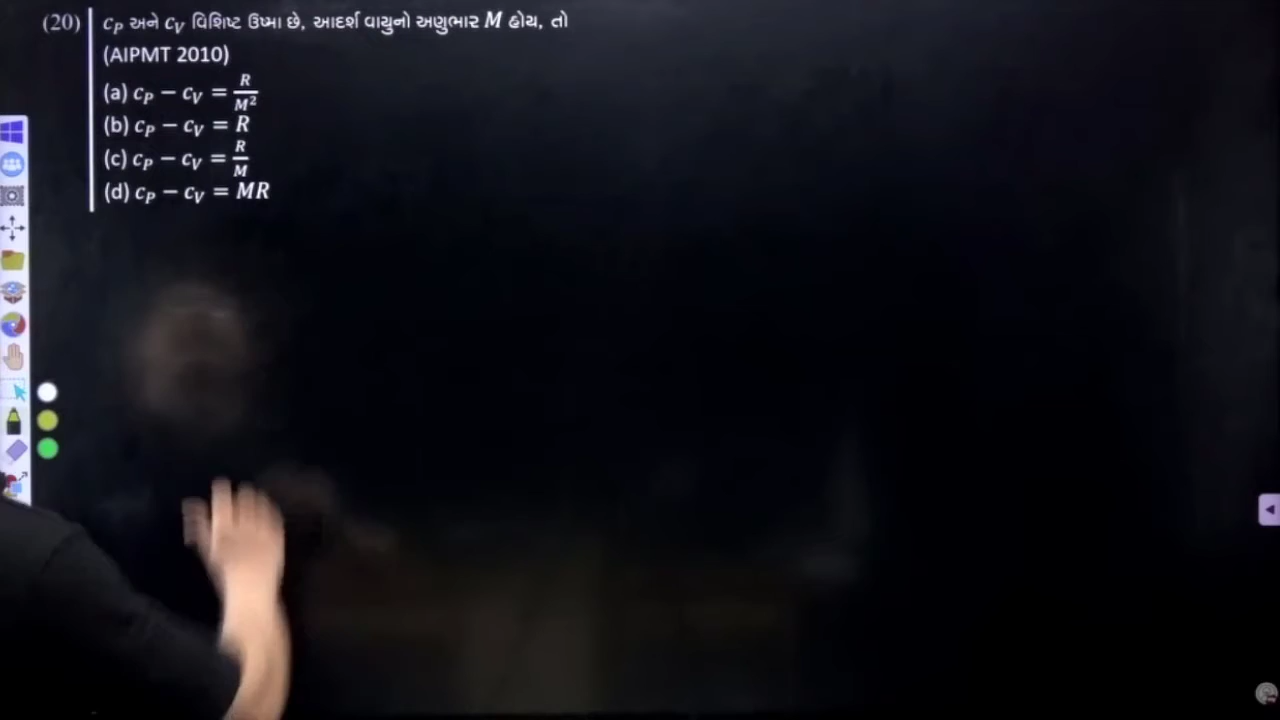 (20) c_P અને c_V વિશિષ્ટ ઉષ્મા છે, આદર્શ વાયુનો અણુભાર M હોય, તો
(AIPMT 2010)
(a) c_P − c_V = R/M²
(b) c_P − c_V = R
(c) c_P − c_V = R/M
(d) c_P − c_V = MR